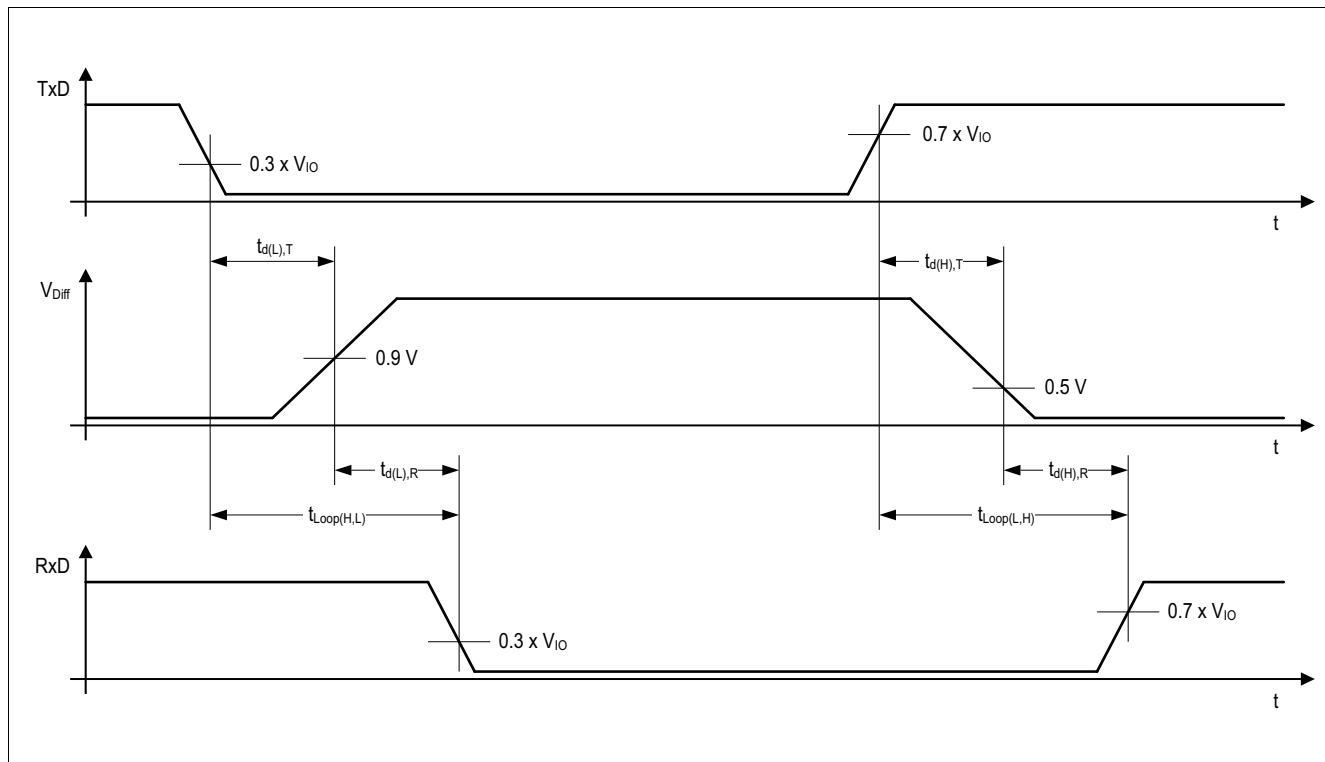 TxD
0.3 x VIO
0.7 x VIO
t
td(L),T
td(H),T
VDiff
0.9 V
0.5 V
t
td(L),R
td(H),R
tLoop(H,L)
tLoop(L,H)
RxD
0.3 x VIO
0.7 x VIO
t